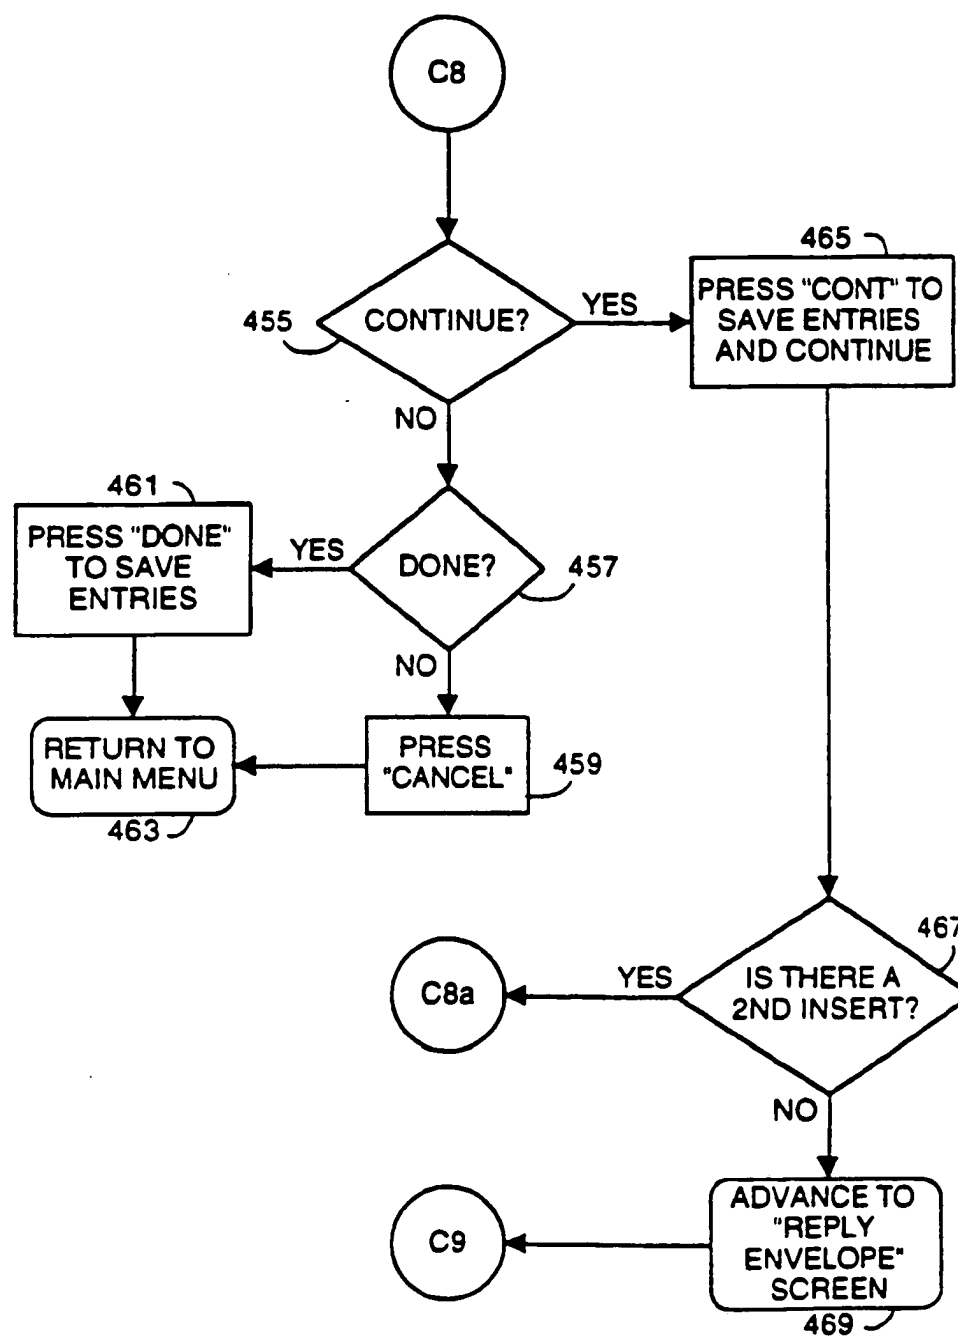 C8
465
PRESS "CONT" TO
SAVE ENTRIES
AND CONTINUE
YES
455
CONTINUE?
NO
461
PRESS "DONE"
TO SAVE
ENTRIES
YES
DONE?
457
NO
RETURN TO
MAIN MENU
463
PRESS
"CANCEL"
459
467
IS THERE A
2ND INSERT?
YES
C8a
NO
ADVANCE TO
"REPLY
ENVELOPE"
SCREEN
469
C9